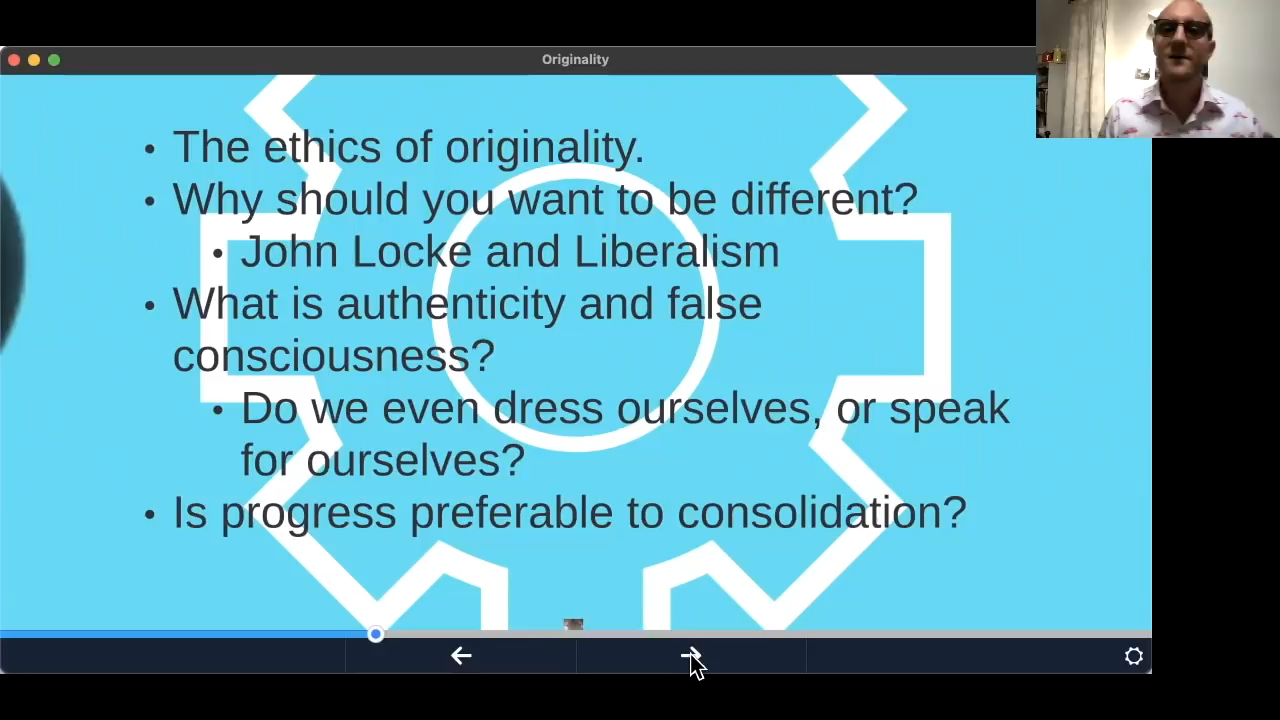 Originality
• The ethics of originality.
• Why should you want to be different?
• John Locke and Liberalism
• What is authenticity and false
consciousness?
• Do we even dress ourselves, or speak
for ourselves?
• Is progress preferable to consolidation?